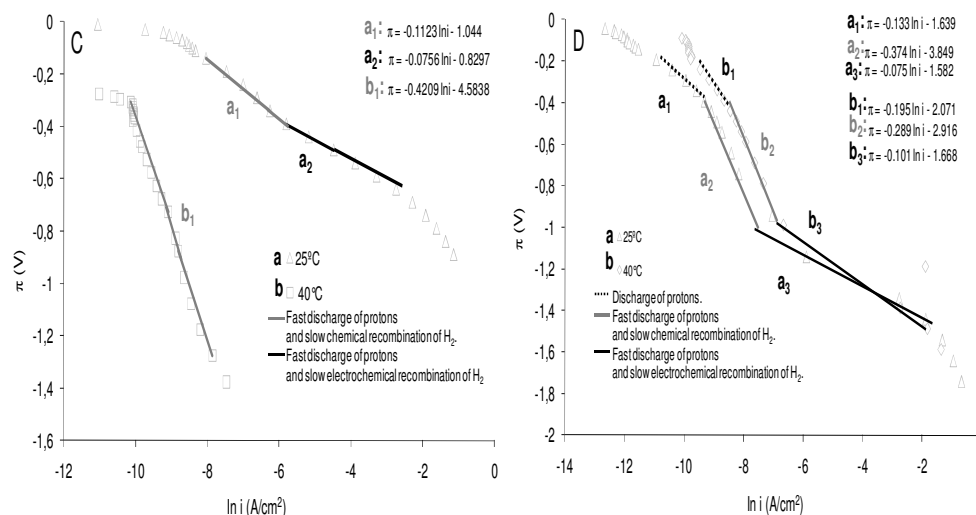 C
a₁: π = -0.1123 ln i - 1.044
a₂: π = -0.0756 ln i - 0.8297
b₁: π = -0.4209 ln i - 4.5838
0
-0,2
-0,4
-0,6
-0,8
-1
-1,2
-1,4
-1,6
π (V)
a₁
a₂
b₁
a 25ºC
b 40°C
Fast discharge of protons
and slow chemical recombination of H₂.
Fast discharge of protons
and slow electrochemical recombination of H₂
-12 -10 -8 -6 -4 -2 0
ln i (A/cm²)
D
a₁: π = -0.133 ln i - 1.639
a₂: π = -0.374 ln i - 3.849
a₃: π = -0.075 ln i - 1.582
b₁: π = -0.195 ln i - 2.071
b₂: π = -0.289 ln i - 2.916
b₃: π = -0.101 ln i - 1.668
0
-0,2
-0,4
-0,6
-0,8
-1
-1,2
-1,4
-1,6
-1,8
-2
π (V)
b₁
a₁
b₂
a₂
b₃
a₃
a 25ºC
b 40°C
Discharge of protons.
Fast discharge of protons
and slow chemical recombination of H₂.
Fast discharge of protons
and slow electrochemical recombination of H₂.
-14 -12 -10 -8 -6 -4 -2
ln i (A/cm²)